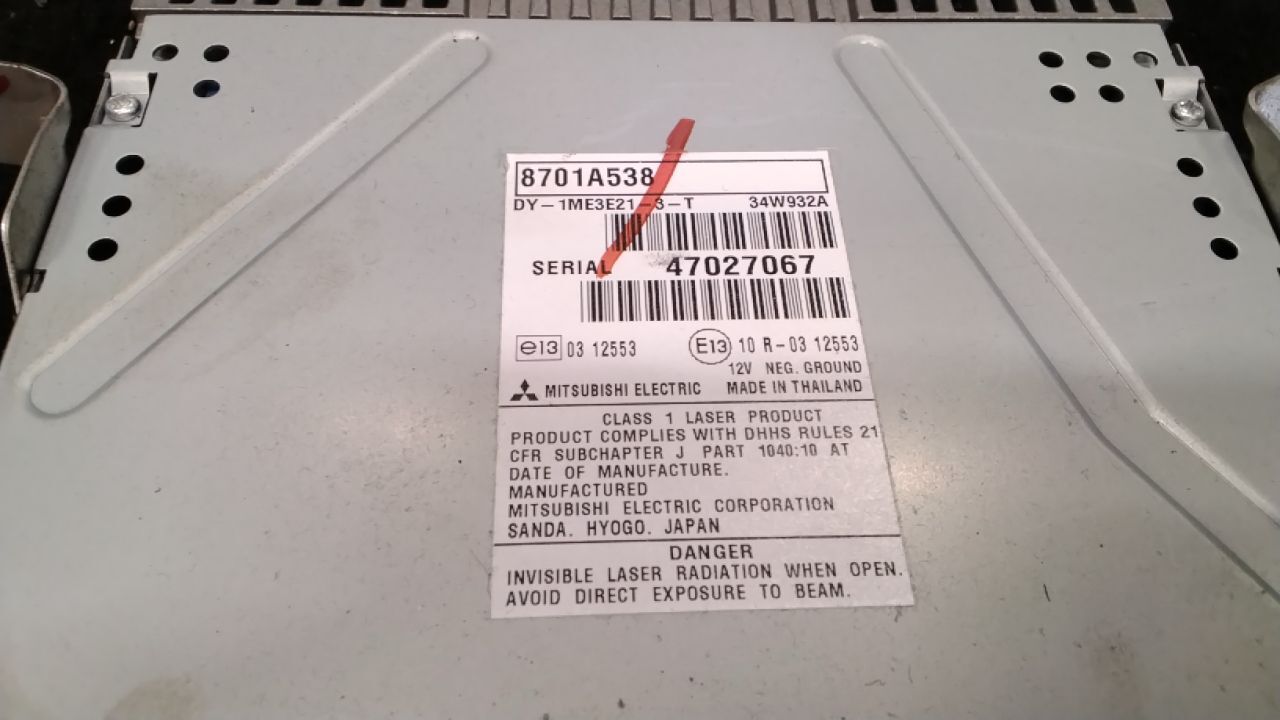 8701A538
DY-1ME3E21-3-T 34W932A
SERIAL 47027067
e13 03 12553 E13 10 R-03 12553
12V NEG. GROUND
MITSUBISHI ELECTRIC MADE IN THAILAND
CLASS 1 LASER PRODUCT
PRODUCT COMPLIES WITH DHHS RULES 21
CFR SUBCHAPTER J PART 1040:10 AT
DATE OF MANUFACTURE.
MANUFACTURED
MITSUBISHI ELECTRIC CORPORATION
SANDA. HYOGO. JAPAN
DANGER
INVISIBLE LASER RADIATION WHEN OPEN.
AVOID DIRECT EXPOSURE TO BEAM.